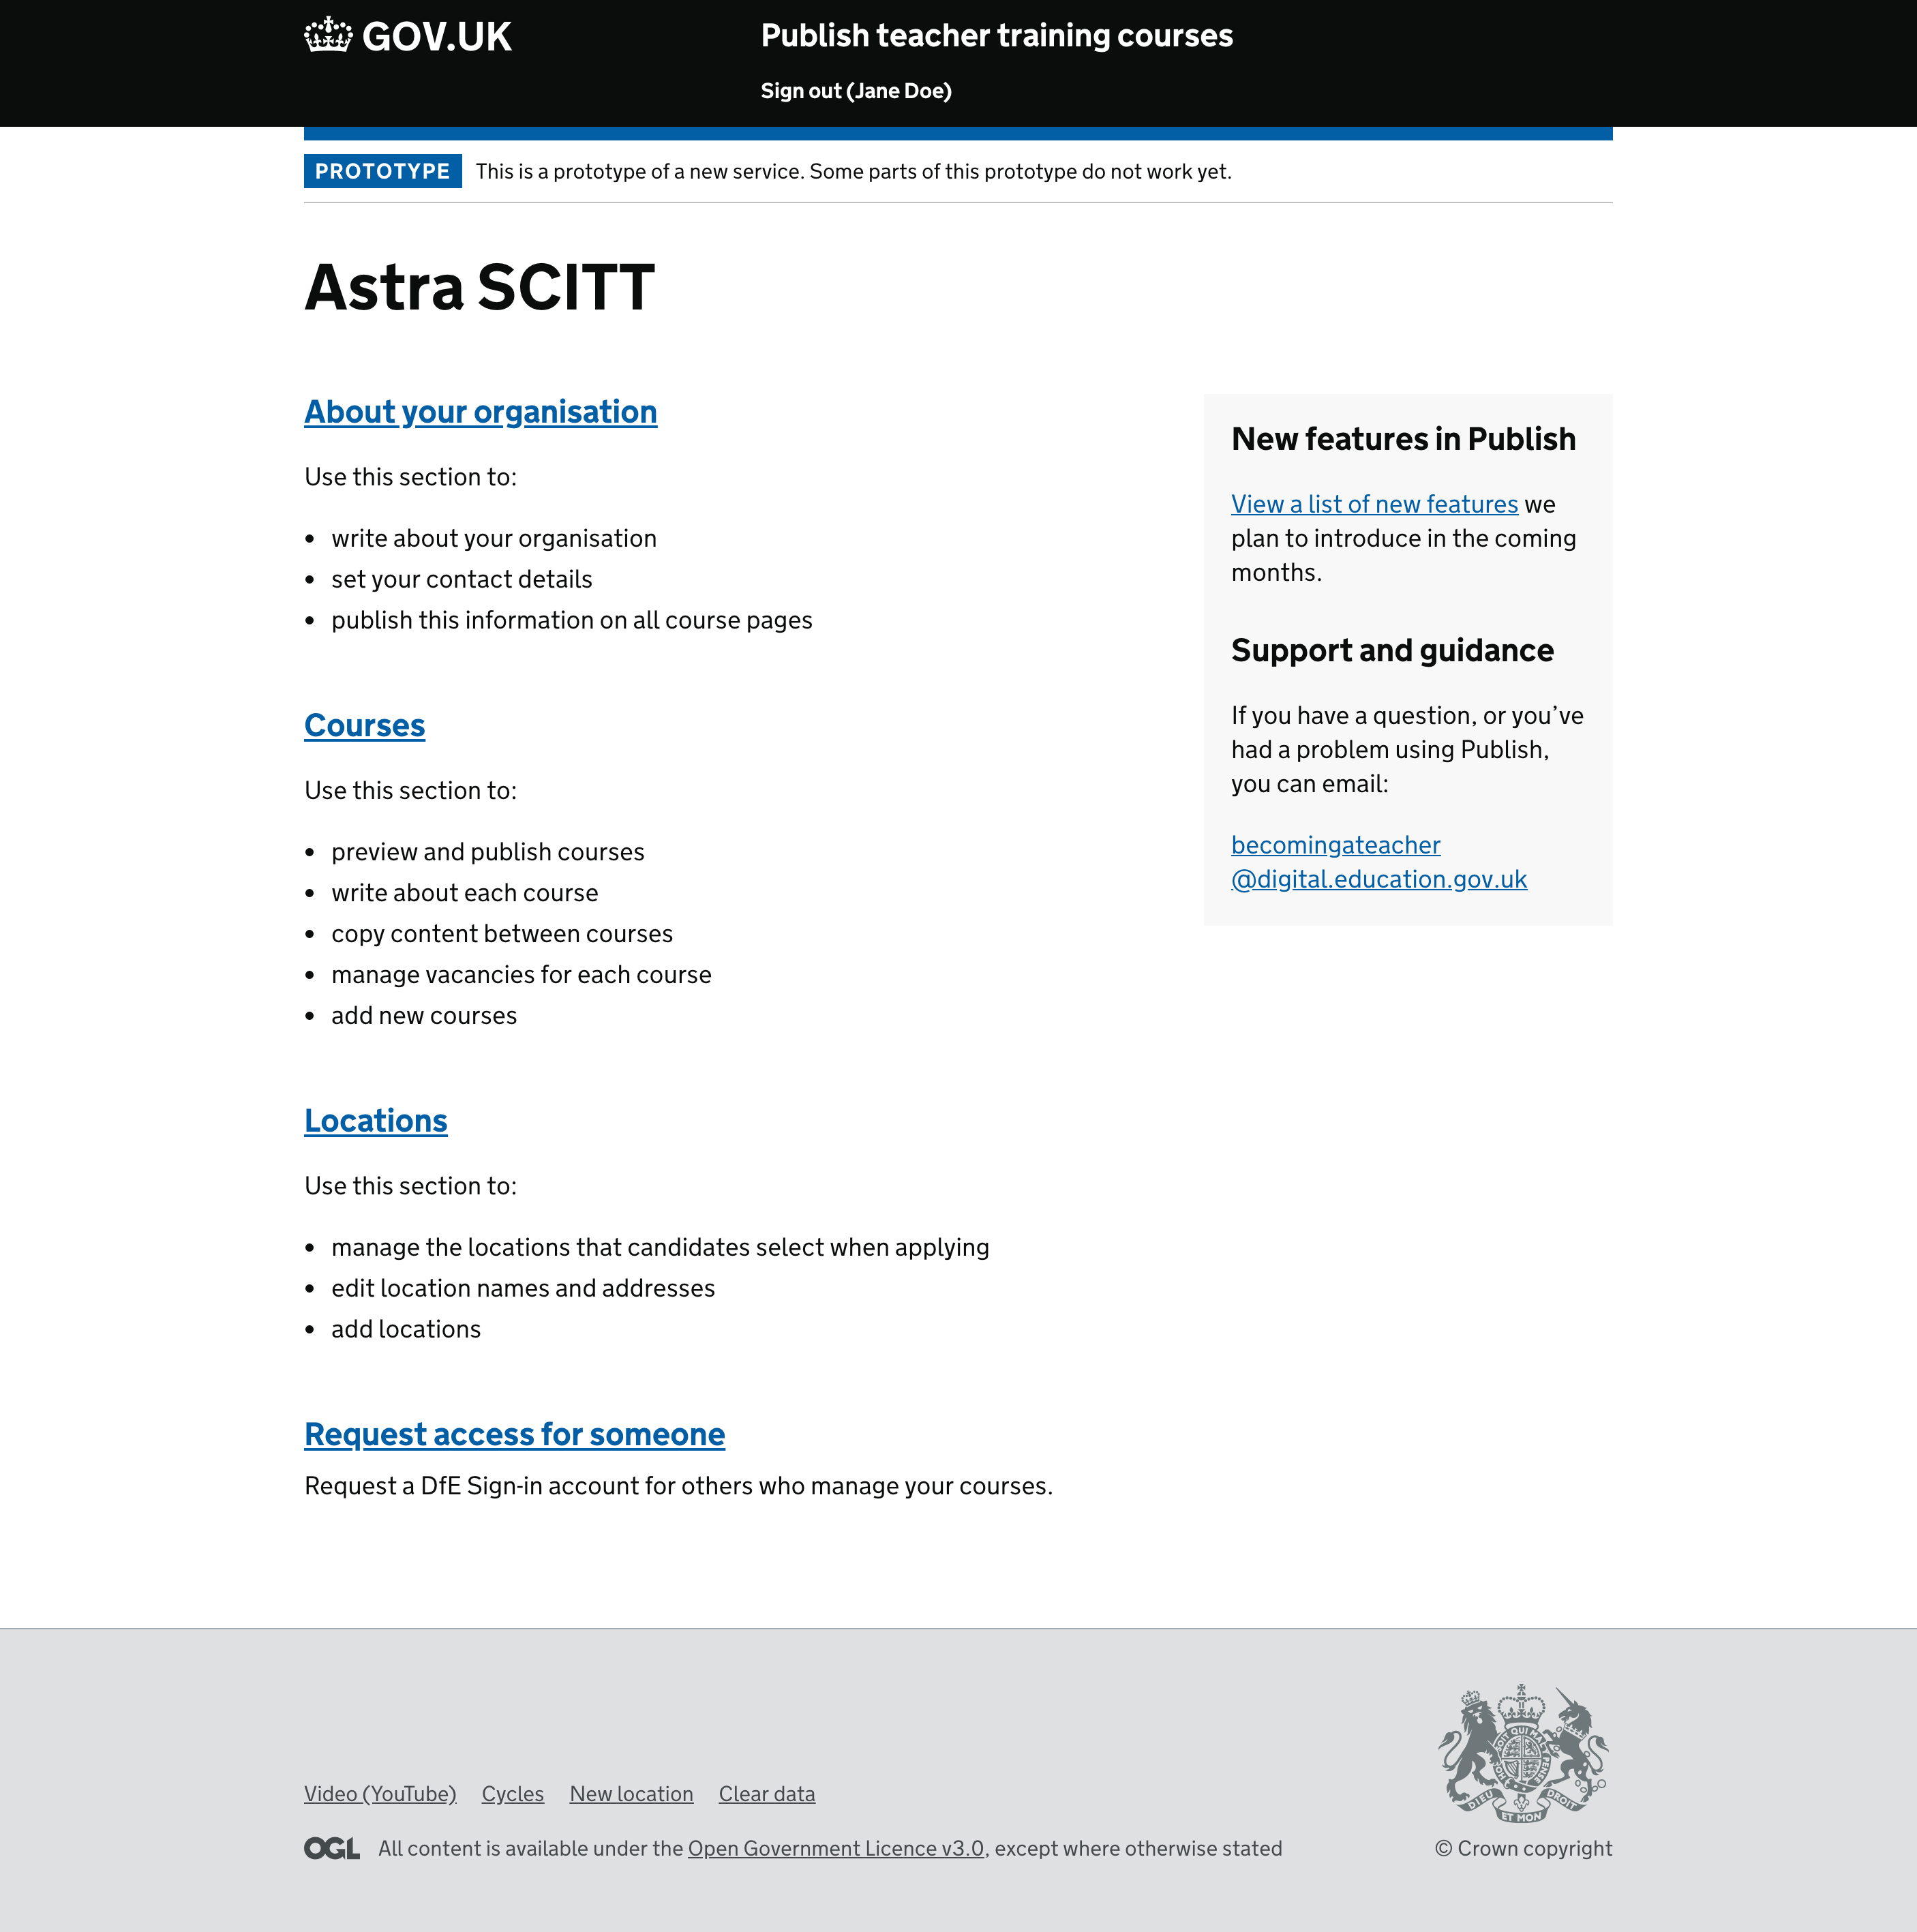 GOV.UK
Publish teacher training courses
Sign out (Jane Doe)
PROTOTYPE This is a prototype of a new service. Some parts of this prototype do not work yet.
Astra SCITT
About your organisation
Use this section to:
• write about your organisation
• set your contact details
• publish this information on all course pages
Courses
Use this section to:
• preview and publish courses
• write about each course
• copy content between courses
• manage vacancies for each course
• add new courses
Locations
Use this section to:
• manage the locations that candidates select when applying
• edit location names and addresses
• add locations
Request access for someone
Request a DfE Sign-in account for others who manage your courses.
New features in Publish
View a list of new features we
plan to introduce in the coming
months.
Support and guidance
If you have a question, or you’ve
had a problem using Publish,
you can email:
becomingateacher
@digital.education.gov.uk
Video (YouTube) Cycles New location Clear data
OGL All content is available under the Open Government Licence v3.0, except where otherwise stated
DIEU ET MON DROIT
© Crown copyright